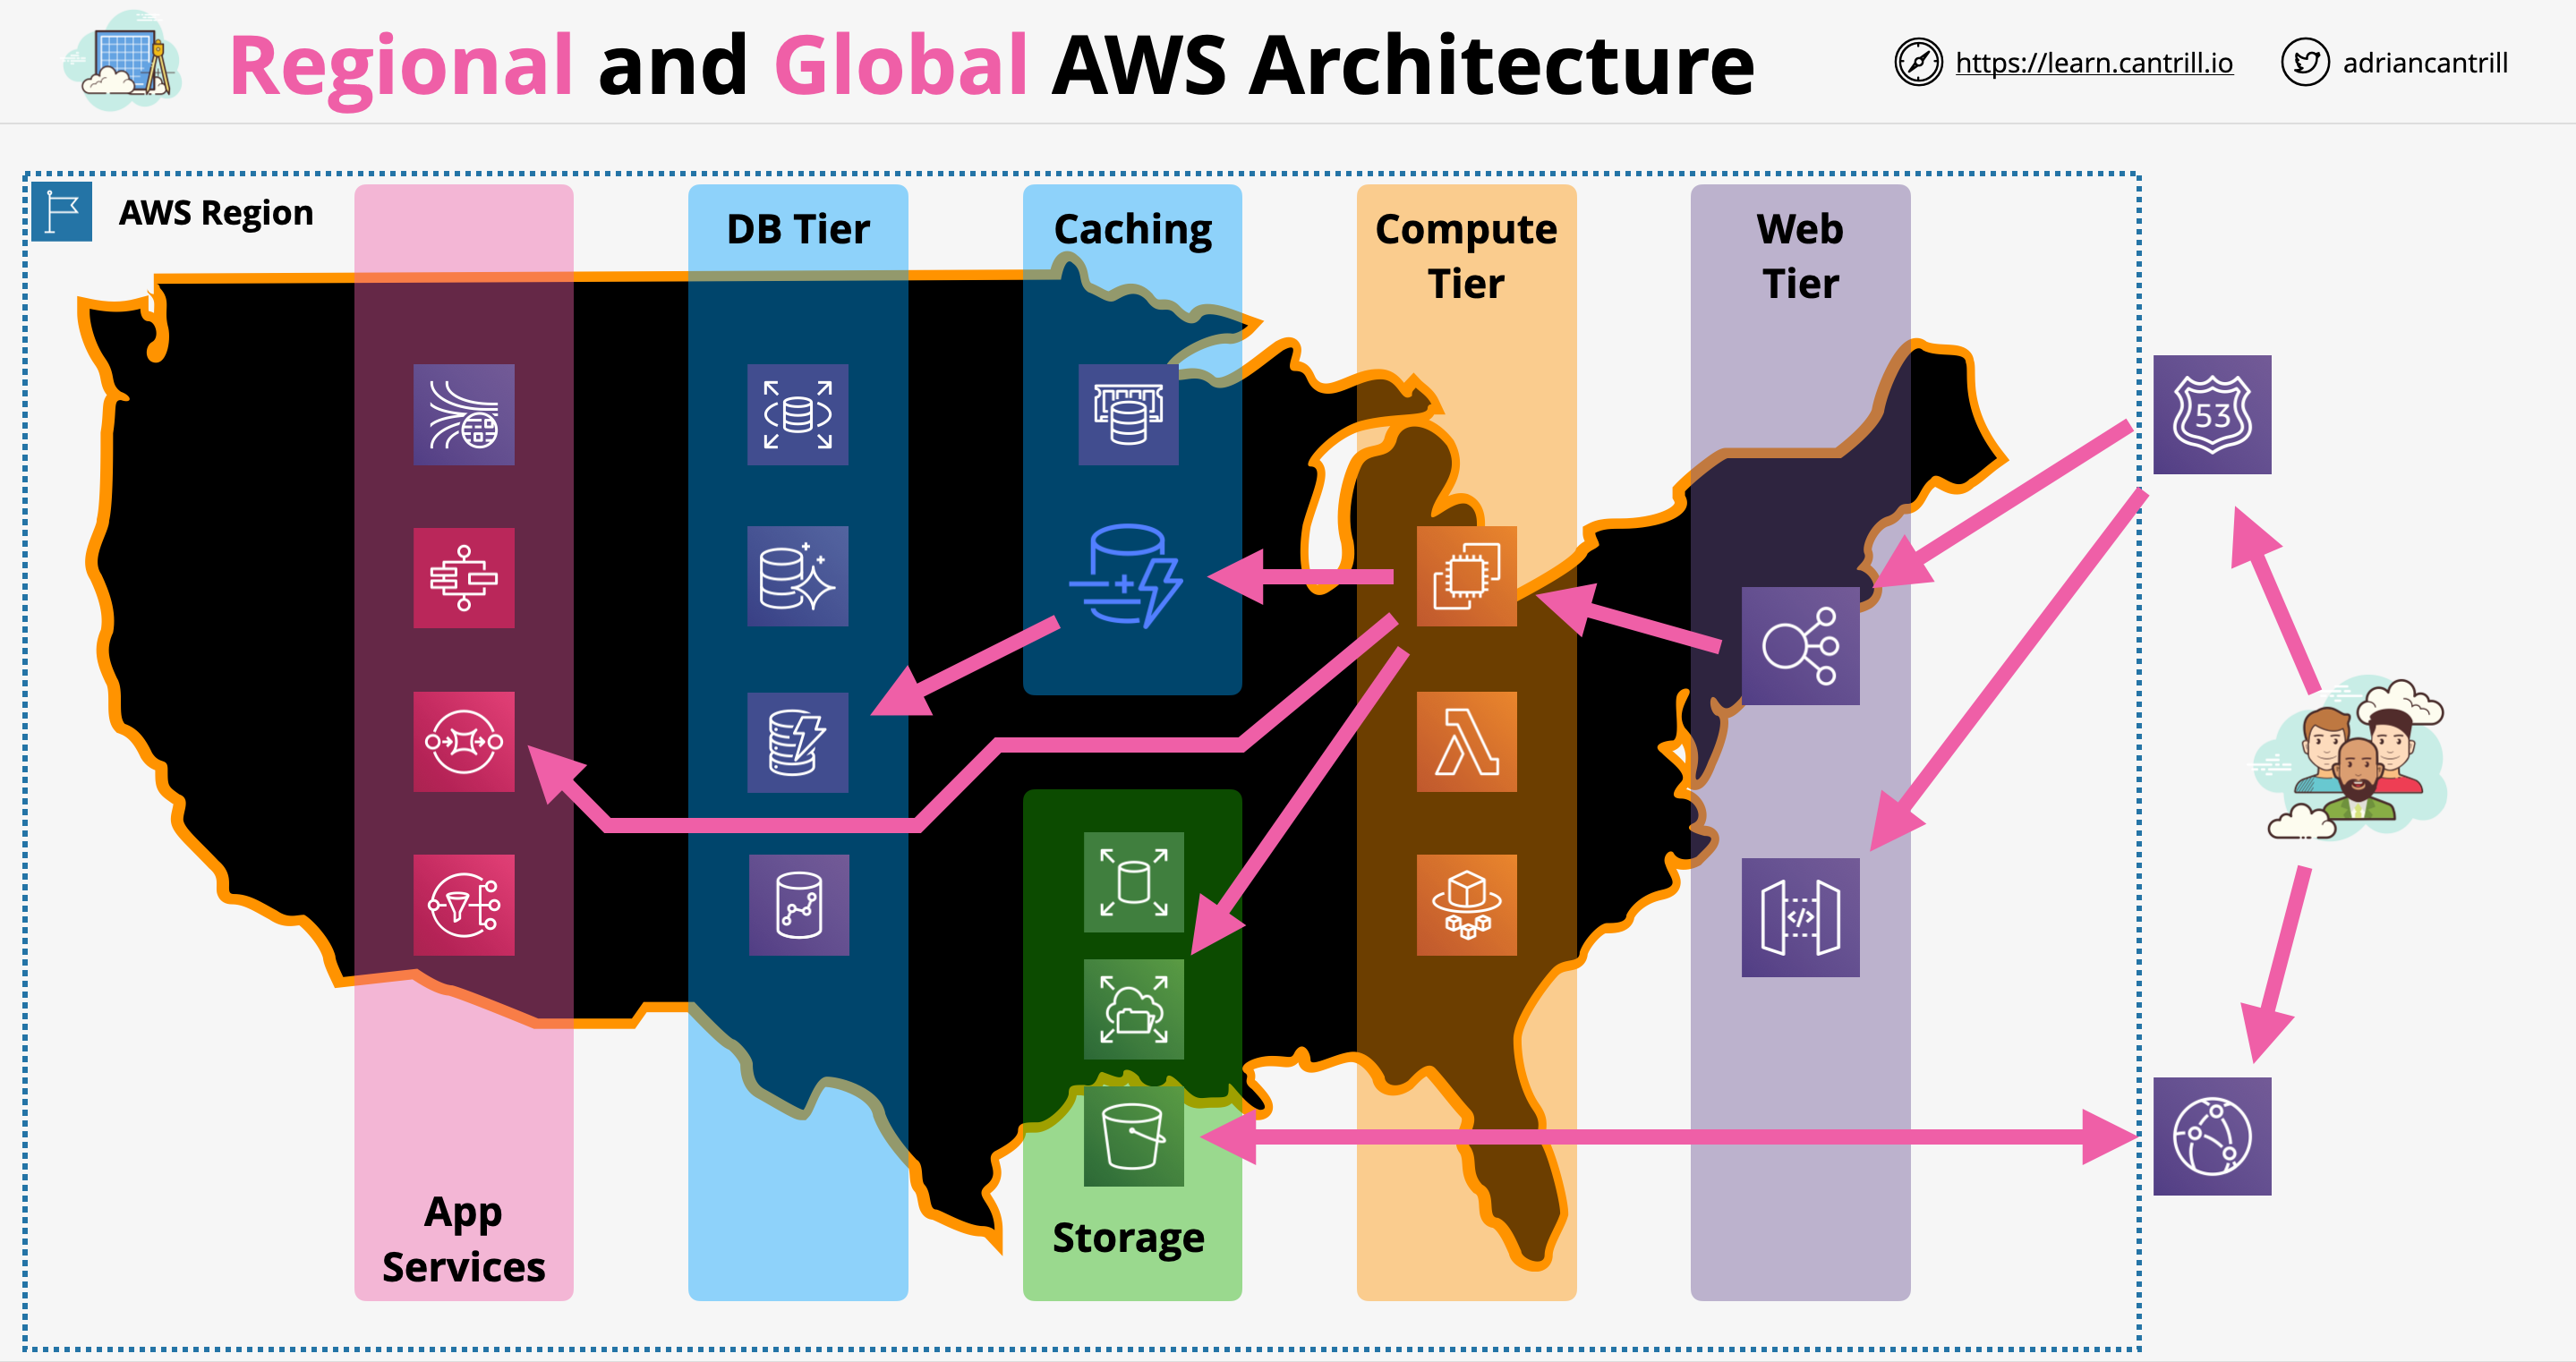 Regional and Global AWS Architecture
https://learn.cantrill.io
adriancantrill
AWS Region
DB Tier
Caching
Compute
Tier
Web
Tier
53
</>
App
Services
Storage